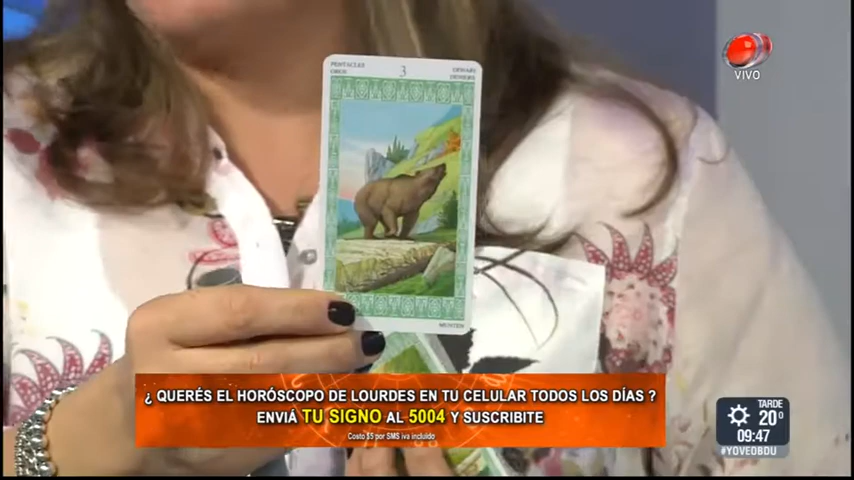 PENTACLES
OROS
3
DENARI
DENIERS
MUNTEN
VIVO
¿ QUERÉS EL HORÓSCOPO DE LOURDES EN TU CELULAR TODOS LOS DÍAS ?
ENVIÁ TU SIGNO AL 5004 Y SUSCRIBITE
Costo $5 por SMS iva incluido
TARDE
20°
09:47
#YOVEOBDU